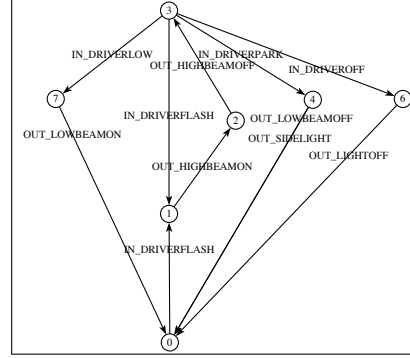 3
IN_DRIVERLOW
IN_DRIVERPARK
OUT_HIGHBEAMOFF
IN_DRIVEROFF
7
4
6
IN_DRIVERFLASH
OUT_LOWBEAMOFF
2
OUT_LOWBEAMON
OUT_SIDELIGHT
OUT_LIGHTOFF
OUT_HIGHBEAMON
1
IN_DRIVERFLASH
0